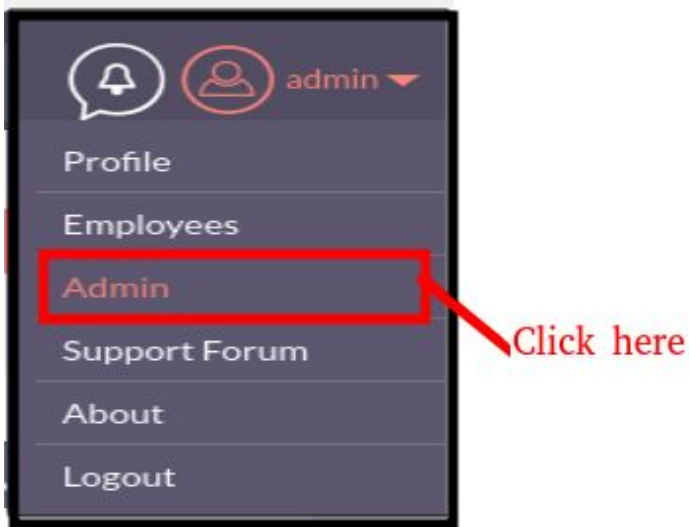 admin
Profile
Employees
Admin
Click here
Support Forum
About
Logout